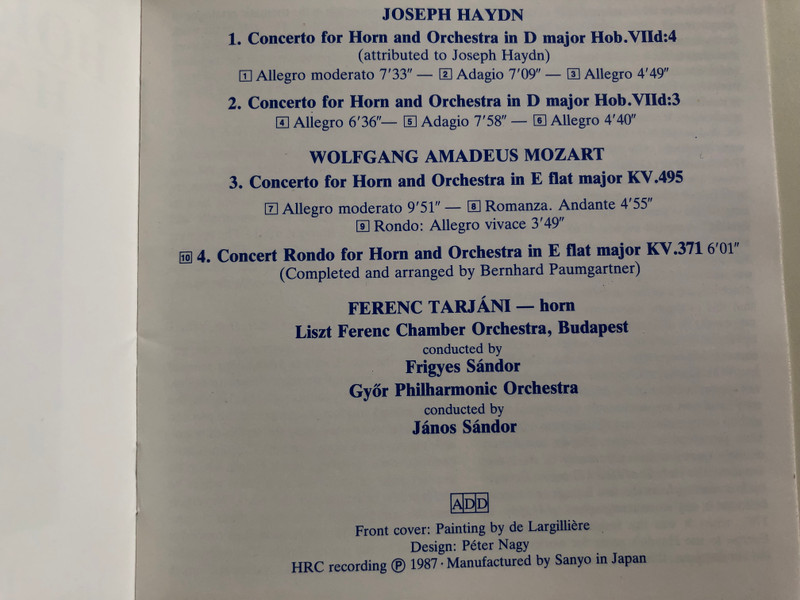 JOSEPH HAYDN
1. Concerto for Horn and Orchestra in D major Hob.VIId:4
(attributed to Joseph Haydn)
1 Allegro moderato 7′33″ — 2 Adagio 7′09″ — 3 Allegro 4′49″
2. Concerto for Horn and Orchestra in D major Hob.VIId:3
4 Allegro 6′36″— 5 Adagio 7′58″ — 6 Allegro 4′40″
WOLFGANG AMADEUS MOZART
3. Concerto for Horn and Orchestra in E flat major KV.495
7 Allegro moderato 9′51″ — 8 Romanza. Andante 4′55″
9 Rondo: Allegro vivace 3′49″
10 4. Concert Rondo for Horn and Orchestra in E flat major KV.371 6′01″
(Completed and arranged by Bernhard Paumgartner)
FERENC TARJÁNI — horn
Liszt Ferenc Chamber Orchestra, Budapest
conducted by
Frigyes Sándor
Győr Philharmonic Orchestra
conducted by
János Sándor
ADD
Front cover: Painting by de Largillière
Design: Péter Nagy
HRC recording ℗ 1987 · Manufactured by Sanyo in Japan